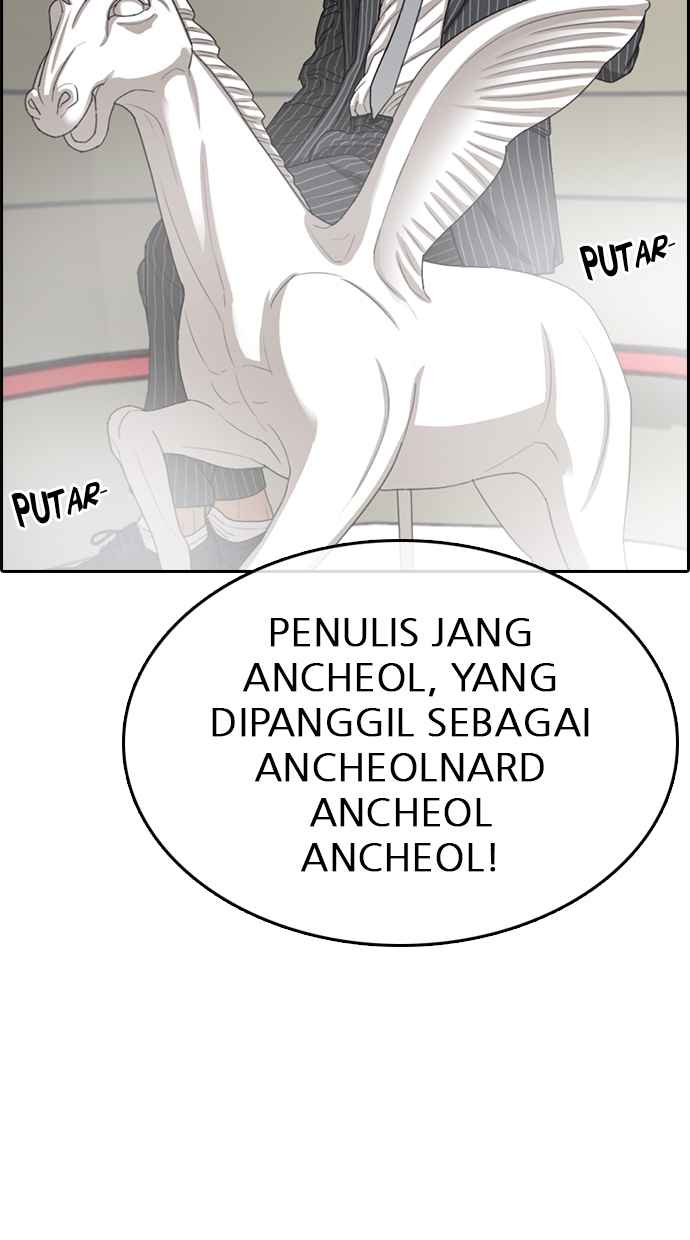 PUTAR-
PUTAR-
PENULIS JANG
ANCHEOL, YANG
DIPANGGIL SEBAGAI
ANCHEOLNARD
ANCHEOL
ANCHEOL!